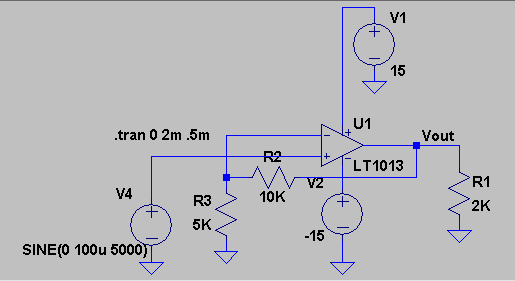 V1
15
U1
.tran 0 2m .5m
Vout
LT1013
R2
10K
V2
R1
2K
V4
R3
5K
-15
SINE(0 100u 5000)